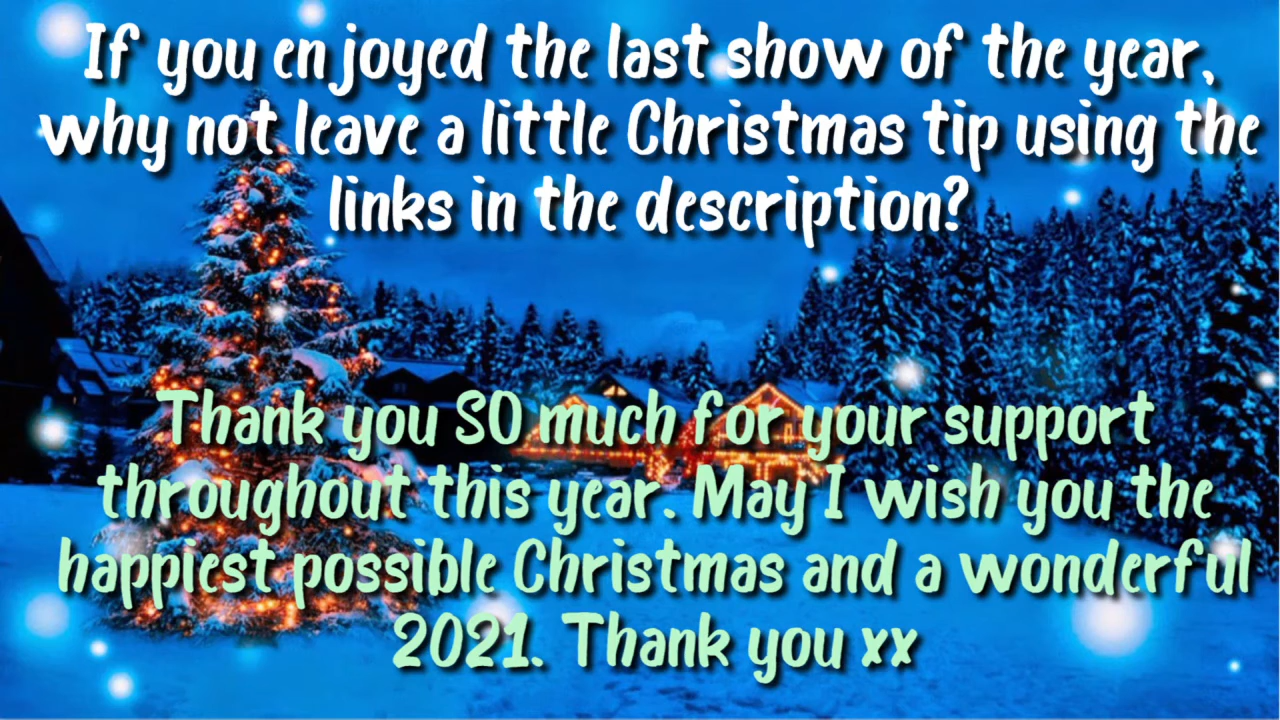 If you enjoyed the last show of the year,
why not leave a little Christmas tip using the
links in the description?
Thank you SO much for your support
throughout this year. May I wish you the
happiest possible Christmas and a wonderful
2021. Thank you xx